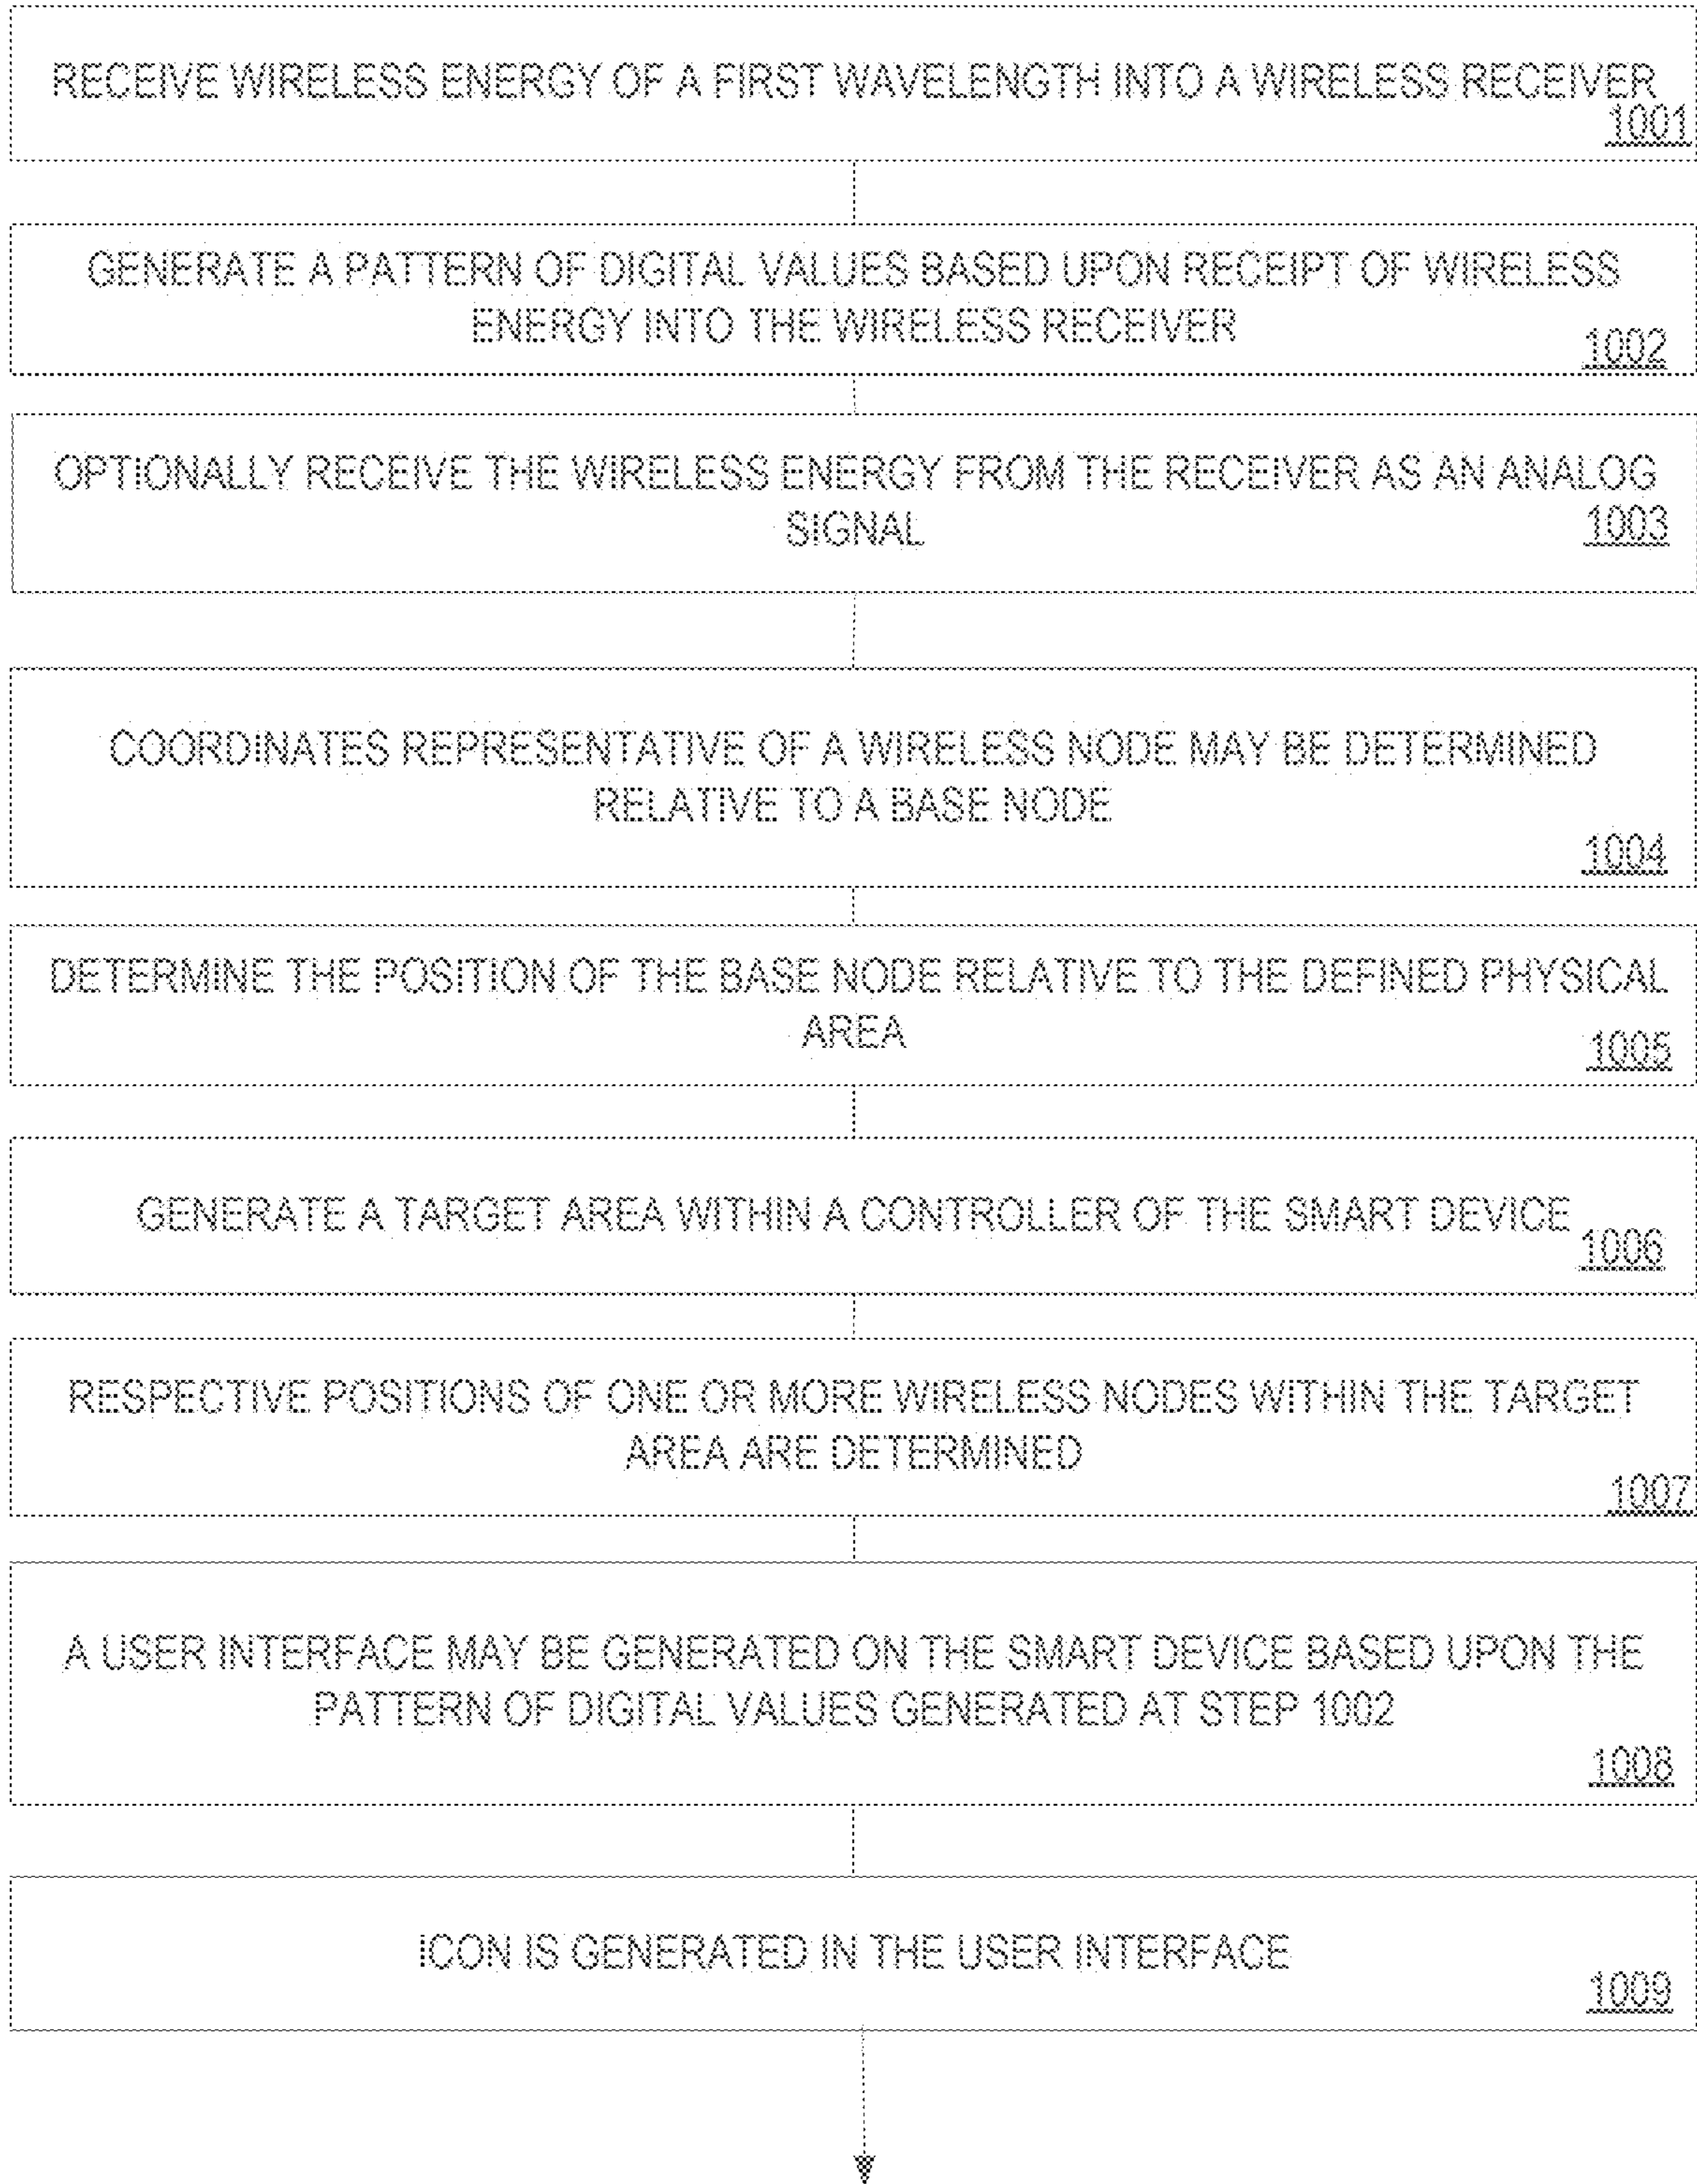 RECEIVE WIRELESS ENERGY OF A FIRST WAVELENGTH INTO A WIRELESS RECEIVER
1001
GENERATE A PATTERN OF DIGITAL VALUES BASED UPON RECEIPT OF WIRELESS
ENERGY INTO THE WIRELESS RECEIVER
1002
OPTIONALLY RECEIVE THE WIRELESS ENERGY FROM THE RECEIVER AS AN ANALOG
SIGNAL
1003
COORDINATES REPRESENTATIVE OF A WIRELESS NODE MAY BE DETERMINED
RELATIVE TO A BASE NODE
1004
DETERMINE THE POSITION OF THE BASE NODE RELATIVE TO THE DEFINED PHYSICAL
AREA
1005
GENERATE A TARGET AREA WITHIN A CONTROLLER OF THE SMART DEVICE
1006
RESPECTIVE POSITIONS OF ONE OR MORE WIRELESS NODES WITHIN THE TARGET
AREA ARE DETERMINED
1007
A USER INTERFACE MAY BE GENERATED ON THE SMART DEVICE BASED UPON THE
PATTERN OF DIGITAL VALUES GENERATED AT STEP 1002
1008
ICON IS GENERATED IN THE USER INTERFACE
1009